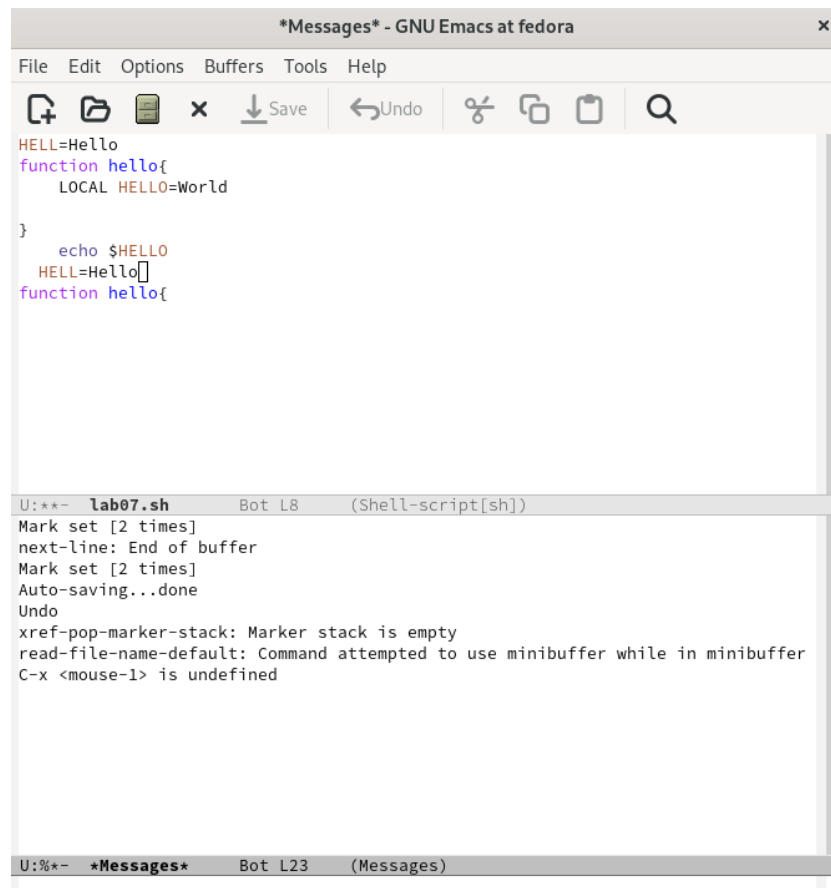 *Messages* - GNU Emacs at fedora
File Edit Options Buffers Tools Help
Save Undo
HELL=Hello
function hello{
    LOCAL HELLO=World
}
    echo $HELLO
  HELL=Hello
function hello{
U:**-  lab07.sh       Bot L8     (Shell-script[sh])
Mark set [2 times]
next-line: End of buffer
Mark set [2 times]
Auto-saving...done
Undo
xref-pop-marker-stack: Marker stack is empty
read-file-name-default: Command attempted to use minibuffer while in minibuffer
C-x <mouse-1> is undefined
U:%*-  *Messages*     Bot L23    (Messages)